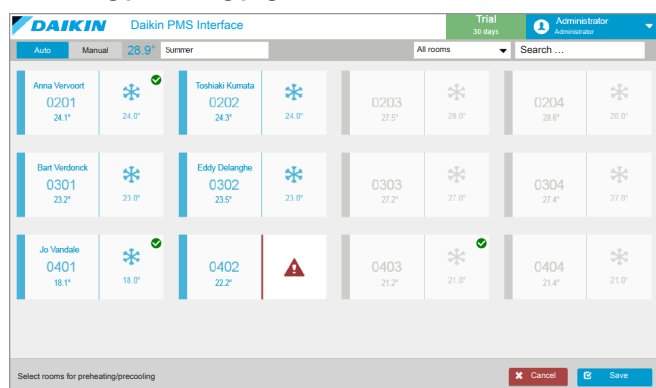 DAIKIN Daikin PMS Interface Trial Administrator
30 days Administrator
Auto Manual 28.9° Summer All rooms Search ...
Anna Vervoort Toshiaki Kumata
0201 0202 0203 0204
24.1° 24.0° 24.3° 24.0° 27.5° 28.0° 28.6° 28.0°
Bart Verdonck Eddy Delanghe
0301 0302 0303 0304
23.2° 23.0° 23.5° 23.0° 27.2° 27.0° 27.4° 27.0°
Jo Vandale
0401 0402 0403 0404
18.1° 18.0° 22.2° 21.2° 21.0° 21.4° 21.0°
Select rooms for preheating/precooling Cancel Save